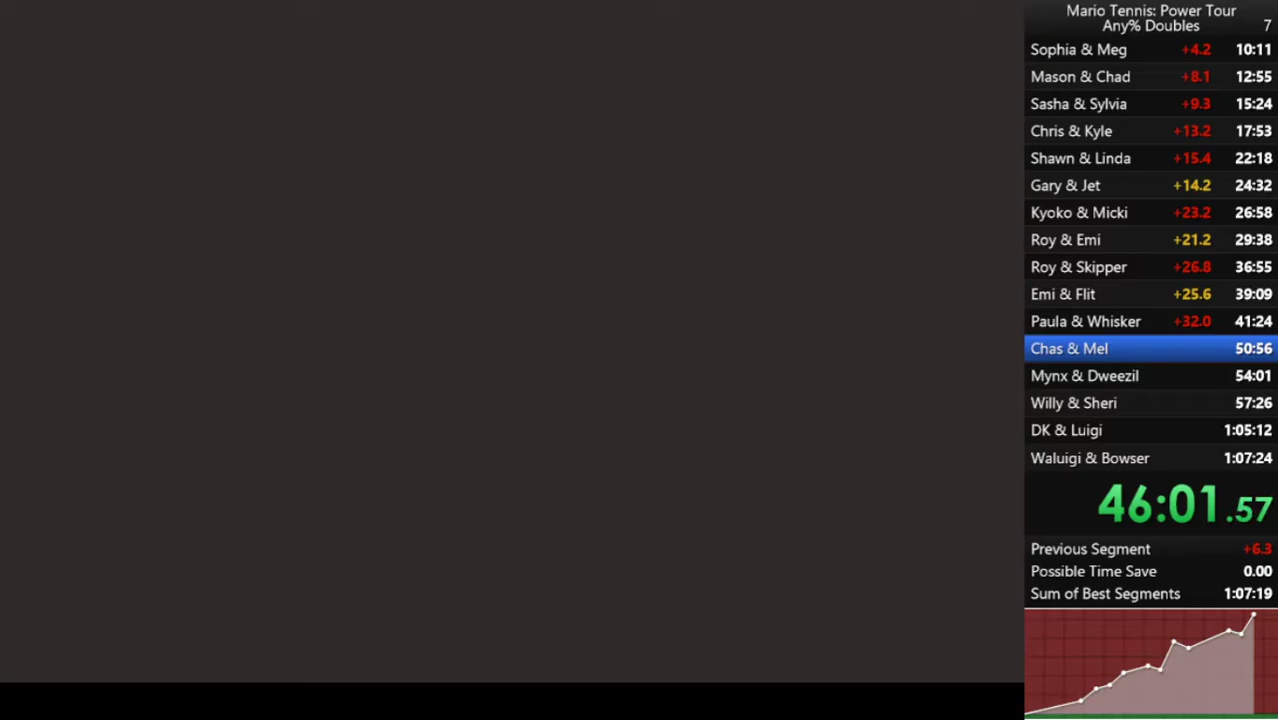 Mario Tennis: Power Tour
Any% Doubles 7
Sophia & Meg +4.2 10:11
Mason & Chad +8.1 12:55
Sasha & Sylvia +9.3 15:24
Chris & Kyle +13.2 17:53
Shawn & Linda +15.4 22:18
Gary & Jet +14.2 24:32
Kyoko & Micki +23.2 26:58
Roy & Emi +21.2 29:38
Roy & Skipper +26.8 36:55
Emi & Flit +25.6 39:09
Paula & Whisker +32.0 41:24
Chas & Mel 50:56
Mynx & Dweezil 54:01
Willy & Sheri 57:26
DK & Luigi 1:05:12
Waluigi & Bowser 1:07:24
46:01.57
Previous Segment +6.3
Possible Time Save 0.00
Sum of Best Segments 1:07:19